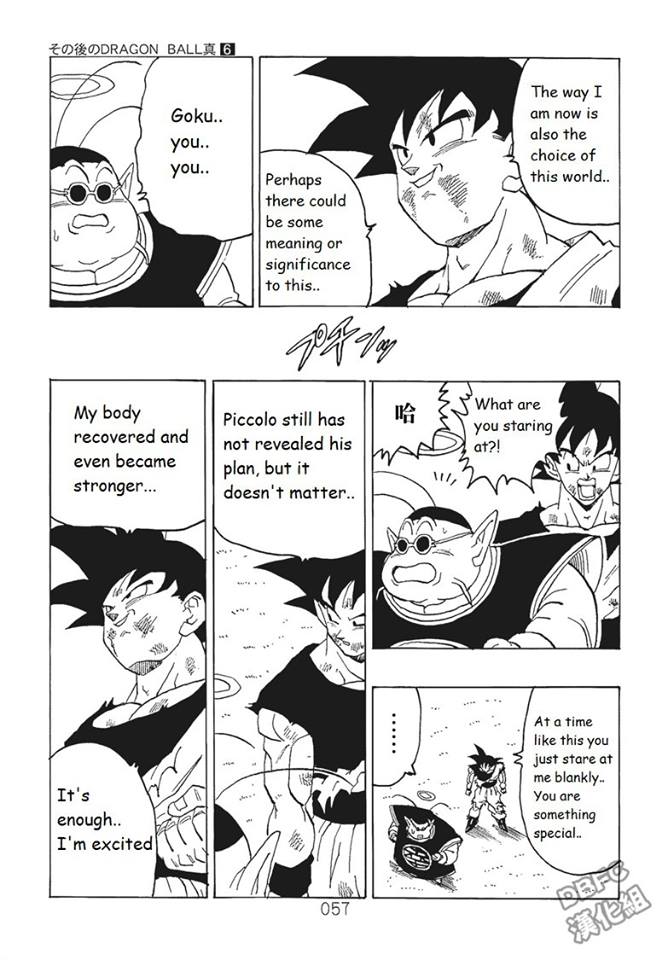 その後のDRAGON BALL真 6
The way I
am now is
also the
choice of
this world..
Perhaps
there could
be some
meaning or
significance
to this..
Goku..
you..
you..
プチンッ
What are
you staring
at?!
哈
At a time
like this you
just stare at
me blankly..
You are
something
special..
......
Piccolo still has
not revealed his
plan, but it
doesn't matter..
My body
recovered and
even became
stronger...
It's
enough..
I'm excited
057
DBFC
漢化組